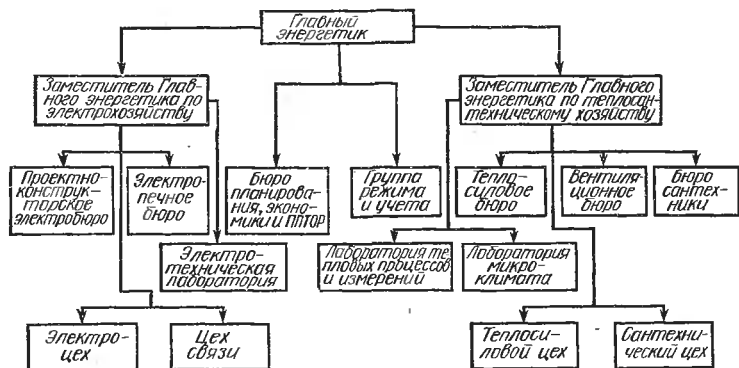 Главный
энергетик
Заместитель Глав-
ного энергетика по
электрохозяйству
Заместитель Главного
энергетика по теплосан-
техническому хозяйству
Проектно-
конструк-
торское
электробюро
Электро-
печное
бюро
Бюро
планирова-
ния, эконо-
мики и ППТОР
Группа
режима
и учета
Тепло-
силовое
бюро
Вентиля-
ционное
бюро
Бюро
сантех-
ники
Электро-
техническая
лаборатория
Лаборатория те-
пловых процессов
и измерений
Лаборатория
микро-
климата
Электро-
цех
Цех
связи
Теплоси-
ловой цех
Сантехни-
ческий цех